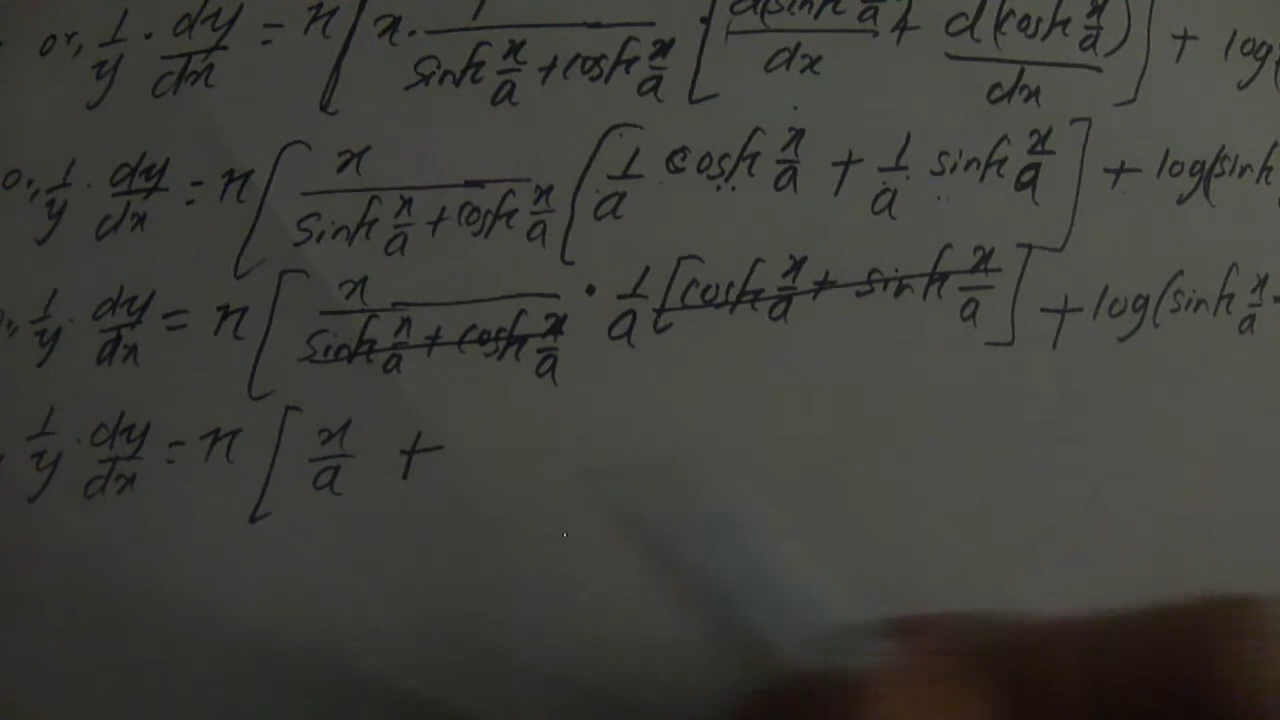 or, 1/y · dy/dx = n [ x · 1/(sinh x/a + cosh x/a) [ d(sinh x/a)/dx + d(cosh x/a)/dx ] + log(
or, 1/y · dy/dx = n [ x/(sinh x/a + cosh x/a) [ 1/a cosh x/a + 1/a sinh x/a ] + log(sinh
or, 1/y · dy/dx = n [ x/(sinh x/a + cosh x/a) · 1/a [cosh x/a + sinh x/a ] + log(sinh x/a
1/y · dy/dx = n [ x/a +